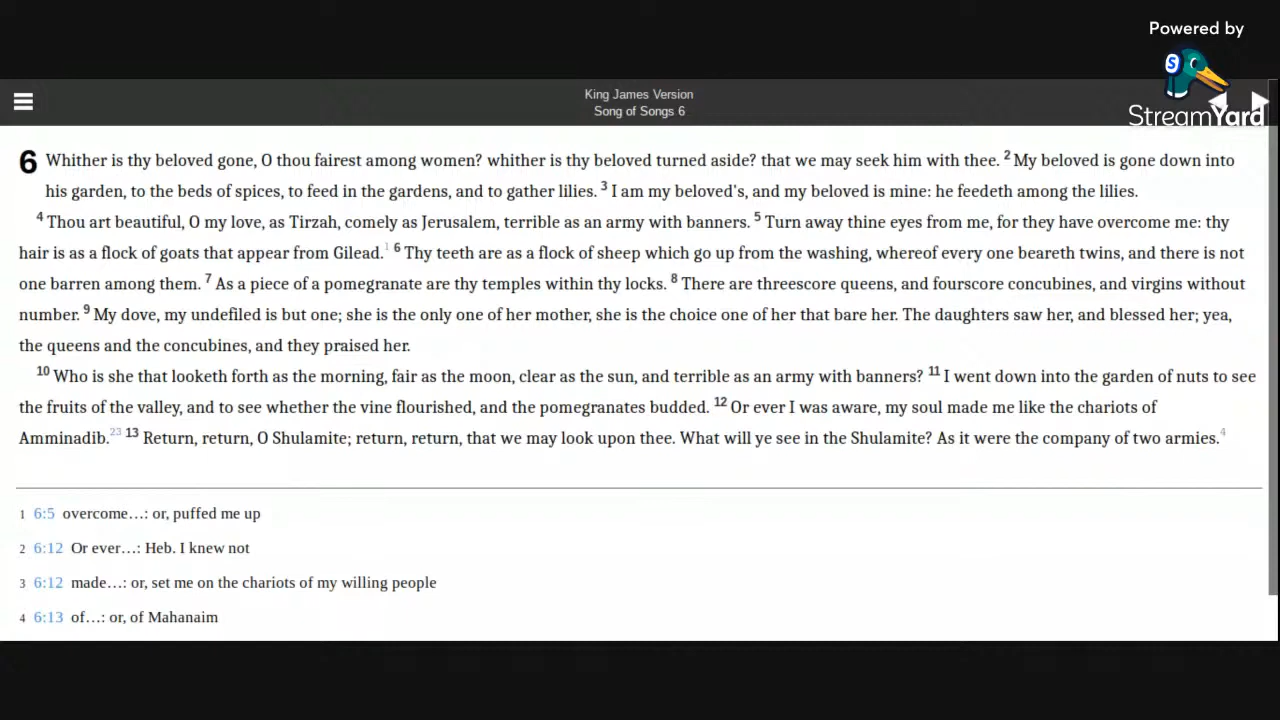 Powered by
StreamYard
King James Version
Song of Songs 6
6 Whither is thy beloved gone, O thou fairest among women? whither is thy beloved turned aside? that we may seek him with thee. 2 My beloved is gone down into
his garden, to the beds of spices, to feed in the gardens, and to gather lilies. 3 I am my beloved's, and my beloved is mine: he feedeth among the lilies.
4 Thou art beautiful, O my love, as Tirzah, comely as Jerusalem, terrible as an army with banners. 5 Turn away thine eyes from me, for they have overcome me: thy
hair is as a flock of goats that appear from Gilead.1 6 Thy teeth are as a flock of sheep which go up from the washing, whereof every one beareth twins, and there is not
one barren among them. 7 As a piece of a pomegranate are thy temples within thy locks. 8 There are threescore queens, and fourscore concubines, and virgins without
number. 9 My dove, my undefiled is but one; she is the only one of her mother, she is the choice one of her that bare her. The daughters saw her, and blessed her; yea,
the queens and the concubines, and they praised her.
10 Who is she that looketh forth as the morning, fair as the moon, clear as the sun, and terrible as an army with banners? 11 I went down into the garden of nuts to see
the fruits of the valley, and to see whether the vine flourished, and the pomegranates budded. 12 Or ever I was aware, my soul made me like the chariots of
Amminadib.23 13 Return, return, O Shulamite; return, return, that we may look upon thee. What will ye see in the Shulamite? As it were the company of two armies.4
1 6:5 overcome…: or, puffed me up
2 6:12 Or ever…: Heb. I knew not
3 6:12 made…: or, set me on the chariots of my willing people
4 6:13 of…: or, of Mahanaim